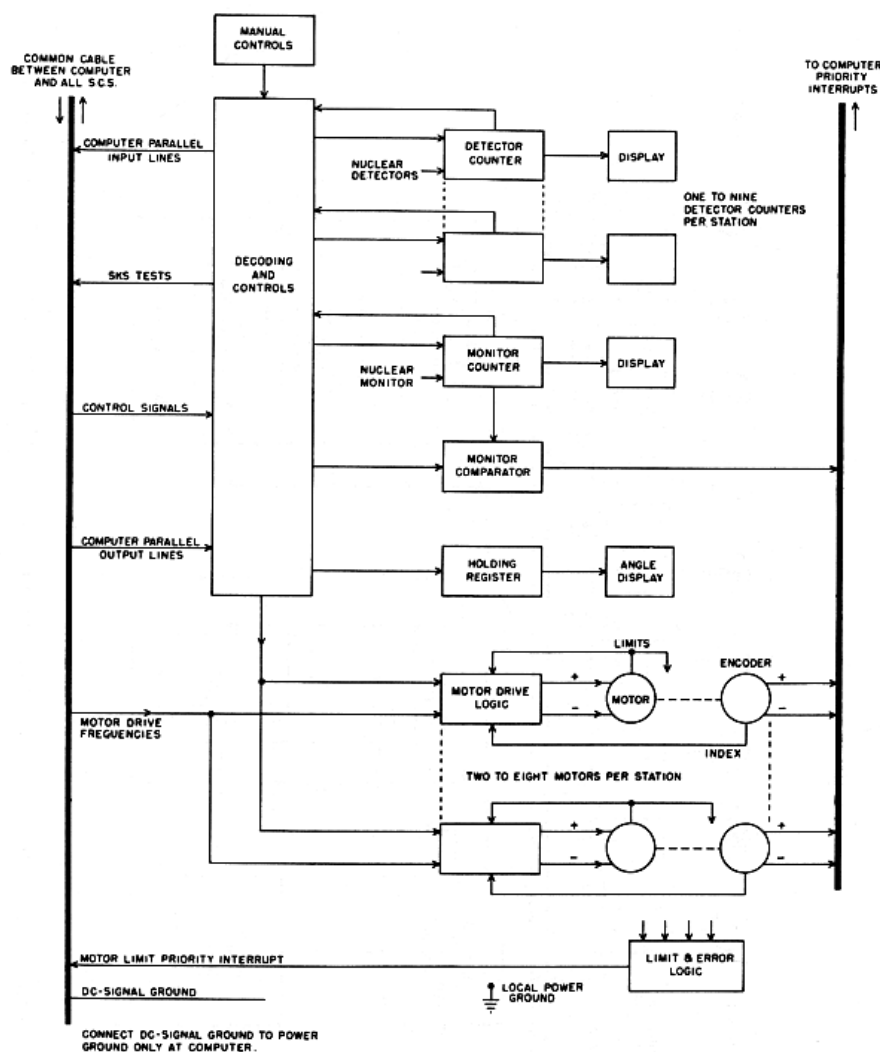 MANUAL
CONTROLS
COMMON CABLE
BETWEEN COMPUTER
AND ALL S.C.S.
TO COMPUTER
PRIORITY
INTERRUPTS
COMPUTER PARALLEL
INPUT LINES
NUCLEAR
DETECTORS
DETECTOR
COUNTER
DISPLAY
ONE TO NINE
DETECTOR COUNTERS
PER STATION
SKS TESTS
DECODING
AND
CONTROLS
NUCLEAR
MONITOR
MONITOR
COUNTER
DISPLAY
CONTROL SIGNALS
MONITOR
COMPARATOR
COMPUTER PARALLEL
OUTPUT LINES
HOLDING
REGISTER
ANGLE
DISPLAY
LIMITS
ENCODER
MOTOR DRIVE
LOGIC
+
-
MOTOR
+
-
MOTOR DRIVE
FREGUENCIES
INDEX
TWO TO EIGHT MOTORS PER STATION
+
-
+
-
MOTOR LIMIT PRIORITY INTERRUPT
LIMIT & ERROR
LOGIC
DC-SIGNAL GROUND
LOCAL POWER
GROUND
CONNECT DC-SIGNAL GROUND TO POWER
GROUND ONLY AT COMPUTER.